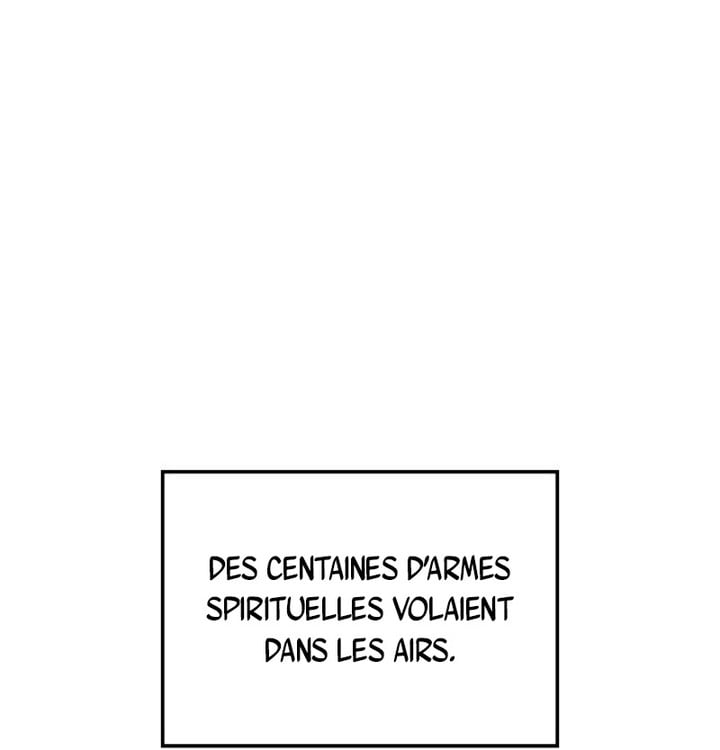 DES CENTAINES D'ARMES
SPIRITUELLES VOLAIENT
DANS LES AIRS.